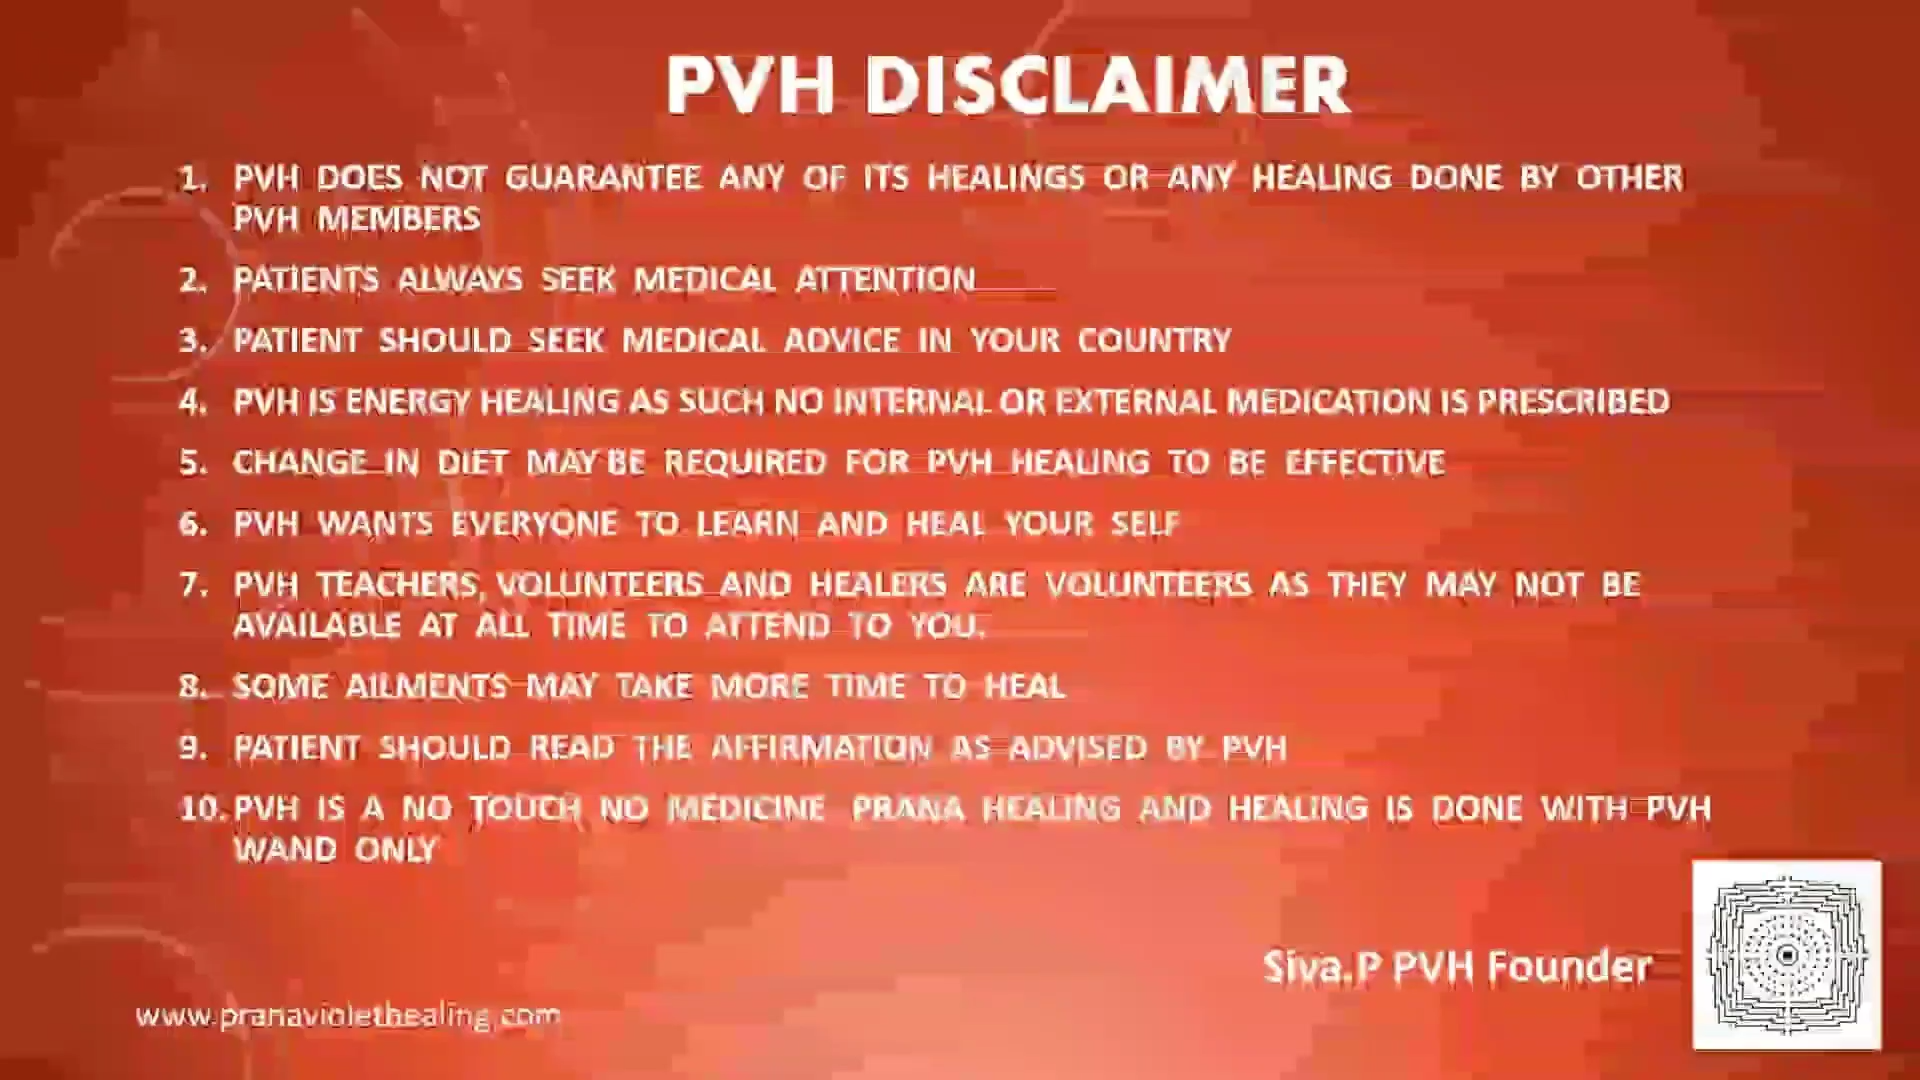 PVH DISCLAIMER
1. PVH DOES NOT GUARANTEE ANY OF ITS HEALINGS OR ANY HEALING DONE BY OTHER
PVH MEMBERS
2. PATIENTS ALWAYS SEEK MEDICAL ATTENTION
3. PATIENT SHOULD SEEK MEDICAL ADVICE IN YOUR COUNTRY
4. PVH IS ENERGY HEALING AS SUCH NO INTERNAL OR EXTERNAL MEDICATION IS PRESCRIBED
5. CHANGE IN DIET MAY BE REQUIRED FOR PVH HEALING TO BE EFFECTIVE
6. PVH WANTS EVERYONE TO LEARN AND HEAL YOUR SELF
7. PVH TEACHERS, VOLUNTEERS AND HEALERS ARE VOLUNTEERS AS THEY MAY NOT BE
AVAILABLE AT ALL TIME TO ATTEND TO YOU.
8. SOME AILMENTS MAY TAKE MORE TIME TO HEAL
9. PATIENT SHOULD READ THE AFFIRMATION AS ADVISED BY PVH
10. PVH IS A NO TOUCH NO MEDICINE PRANA HEALING AND HEALING IS DONE WITH PVH
WAND ONLY
Siva.P PVH Founder
www.pranaviolethealing.com